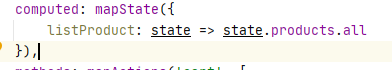 computed: mapState({
    listProduct: state => state.products.all
}),
methods: mapActions('cart', [